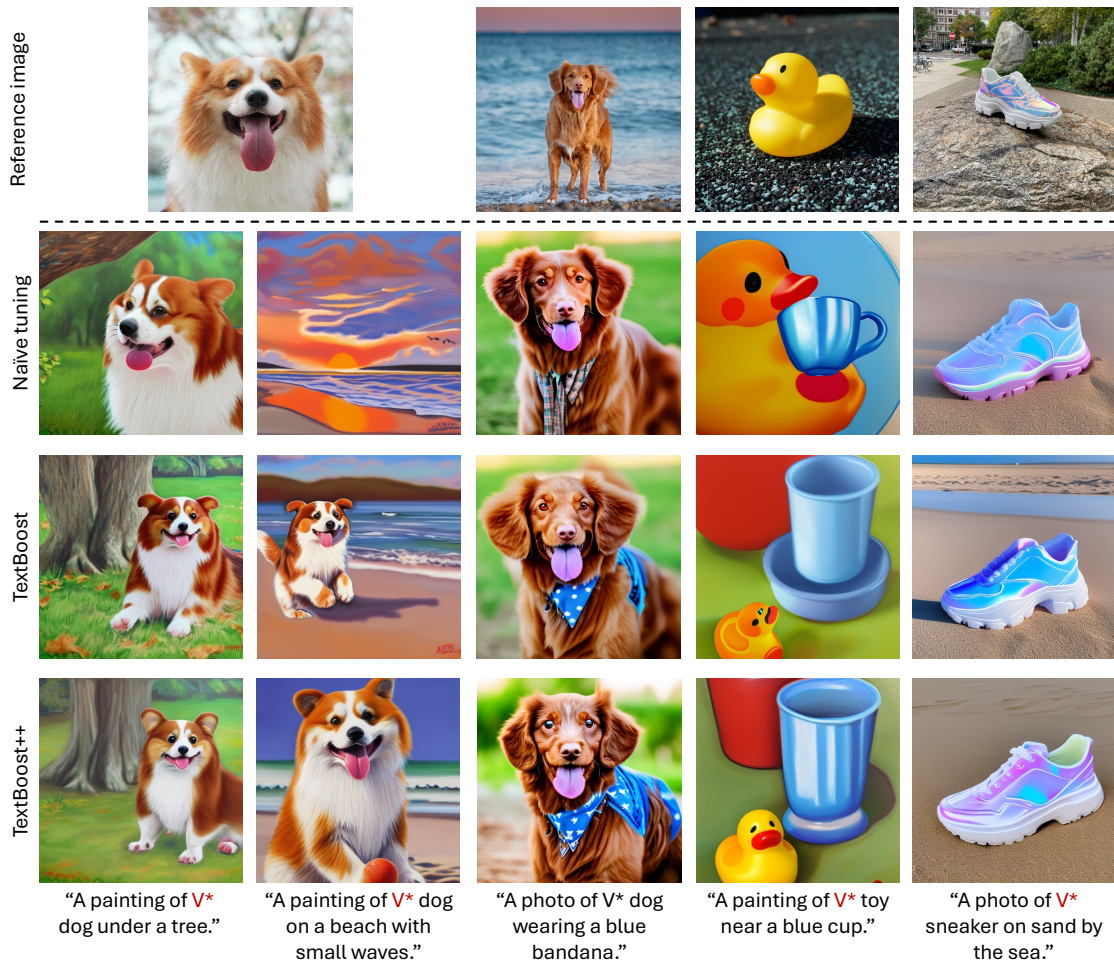 Reference image
Naïve tuning
TextBoost
TextBoost++
“A painting of V*
dog under a tree.”
“A painting of V* dog
on a beach with
small waves.”
“A photo of V* dog
wearing a blue
bandana.”
“A painting of V* toy
near a blue cup.”
“A photo of V*
sneaker on sand by
the sea.”